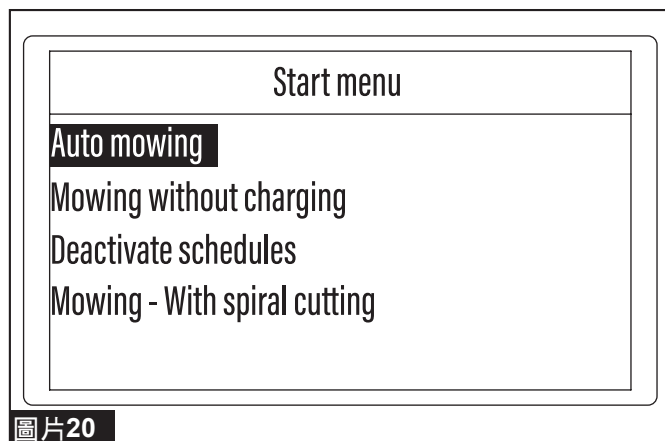 Start menu
Auto mowing
Mowing without charging
Deactivate schedules
Mowing - With spiral cutting
圖片20